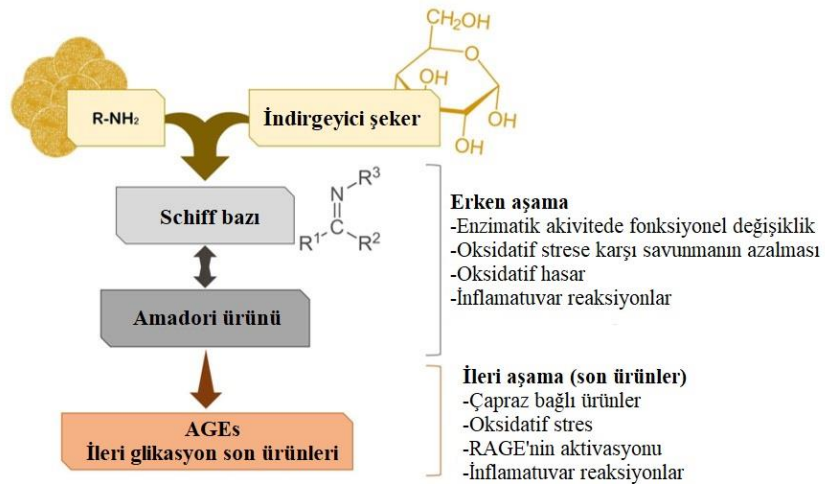 CH₂OH
O
OH
OH
OH
OH
R-NH₂
İndirgeyici şeker
R³
N
C
R¹
R²
Schiff bazı
Amadori ürünü
AGEs
İleri glikasyon son ürünleri
Erken aşama
-Enzimatik akivitede fonksiyonel değişiklik
-Oksidatif strese karşı savunmanın azalması
-Oksidatif hasar
-İnflamatuvar reaksiyonlar
İleri aşama (son ürünler)
-Çapraz bağlı ürünler
-Oksidatif stres
-RAGE'nin aktivasyonu
-İnflamatuvar reaksiyonlar